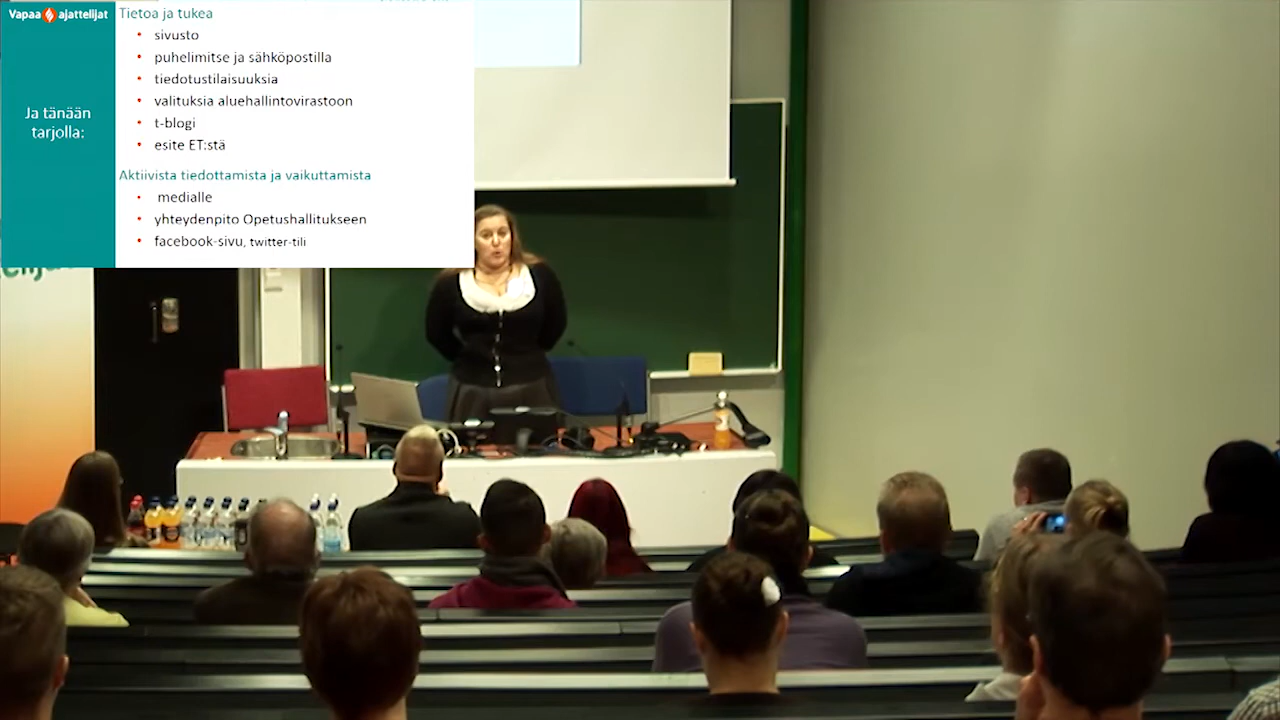 Vapaa ajattelijat
Tietoa ja tukea
• sivusto
• puhelimitse ja sähköpostilla
• tiedotustilaisuuksia
• valituksia aluehallintovirastoon
• t-blogi
• esite ET:stä
Ja tänään
tarjolla:
Aktiivista tiedottamista ja vaikuttamista
• medialle
• yhteydenpito Opetushallitukseen
• facebook-sivu, twitter-tili